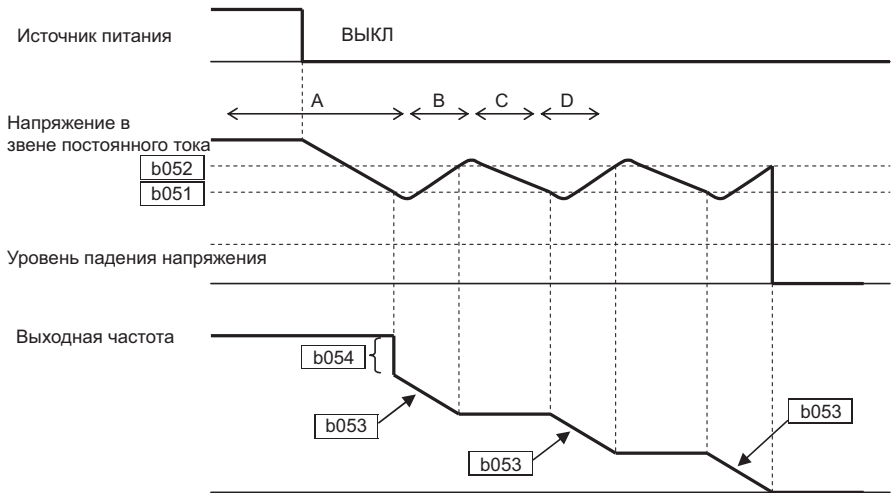 Источник питания
ВЫКЛ
A
B
C
D
Напряжение в
звене постоянного тока
b052
b051
Уровень падения напряжения
Выходная частота
b054
b053
b053
b053